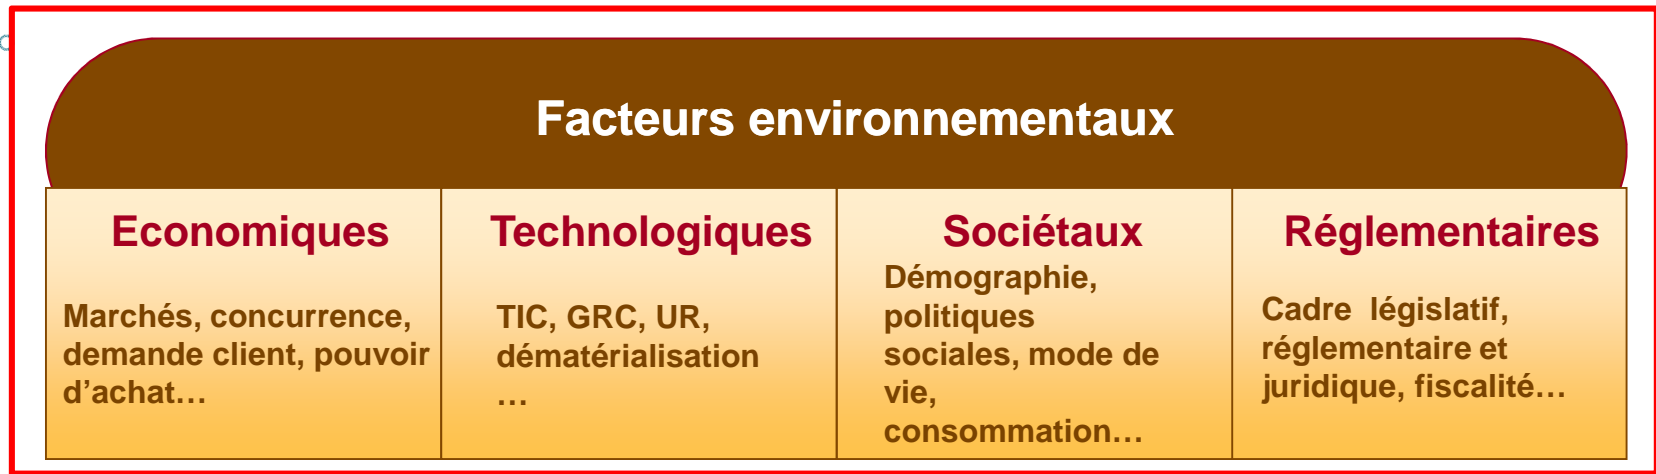 Facteurs environnementaux
Economiques
Marchés, concurrence,
demande client, pouvoir
d’achat…
Technologiques
TIC, GRC, UR,
dématérialisation
…
Sociétaux
Démographie,
politiques
sociales, mode de
vie,
consommation…
Réglementaires
Cadre législatif,
réglementaire et
juridique, fiscalité…